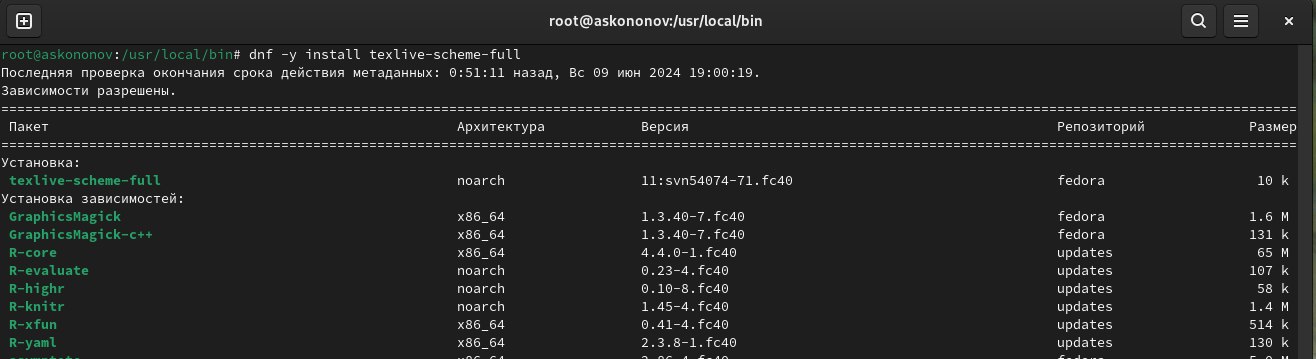 root@askononov:/usr/local/bin
root@askononov:/usr/local/bin# dnf -y install texlive-scheme-full
Последняя проверка окончания срока действия метаданных: 0:51:11 назад, Вс 09 июн 2024 19:00:19.
Зависимости разрешены.
Пакет Архитектура Версия Репозиторий Размер
Установка:
texlive-scheme-full noarch 11:svn54074-71.fc40 fedora 10 k
Установка зависимостей:
GraphicsMagick x86_64 1.3.40-7.fc40 fedora 1.6 M
GraphicsMagick-c++ x86_64 1.3.40-7.fc40 fedora 131 k
R-core x86_64 4.4.0-1.fc40 updates 65 M
R-evaluate noarch 0.23-4.fc40 updates 107 k
R-highr noarch 0.10-8.fc40 updates 58 k
R-knitr noarch 1.45-4.fc40 updates 1.4 M
R-xfun x86_64 0.41-4.fc40 updates 514 k
R-yaml x86_64 2.3.8-1.fc40 updates 130 k